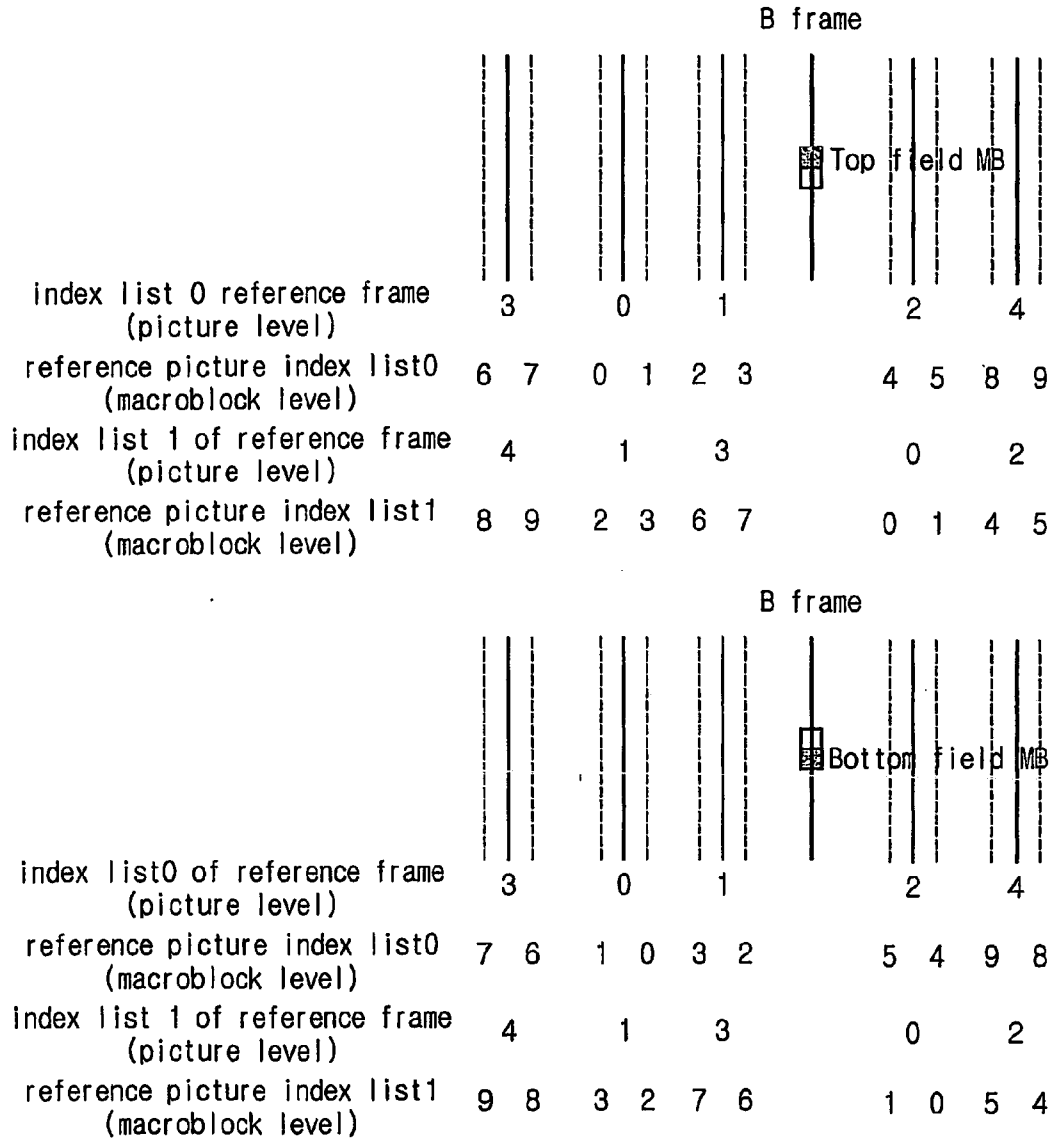 B frame
Top field MB
index list 0 reference frame 3 0 1 2 4
(picture level)
reference picture index list0 6 7 0 1 2 3 4 5 8 9
(macroblock level)
index list 1 of reference frame 4 1 3 0 2
(picture level)
reference picture index list1 8 9 2 3 6 7 0 1 4 5
(macroblock level)
B frame
Bottom field MB
index list0 of reference frame 3 0 1 2 4
(picture level)
reference picture index list0 7 6 1 0 3 2 5 4 9 8
(macroblock level)
index list 1 of reference frame 4 1 3 0 2
(picture level)
reference picture index list1 9 8 3 2 7 6 1 0 5 4
(macroblock level)